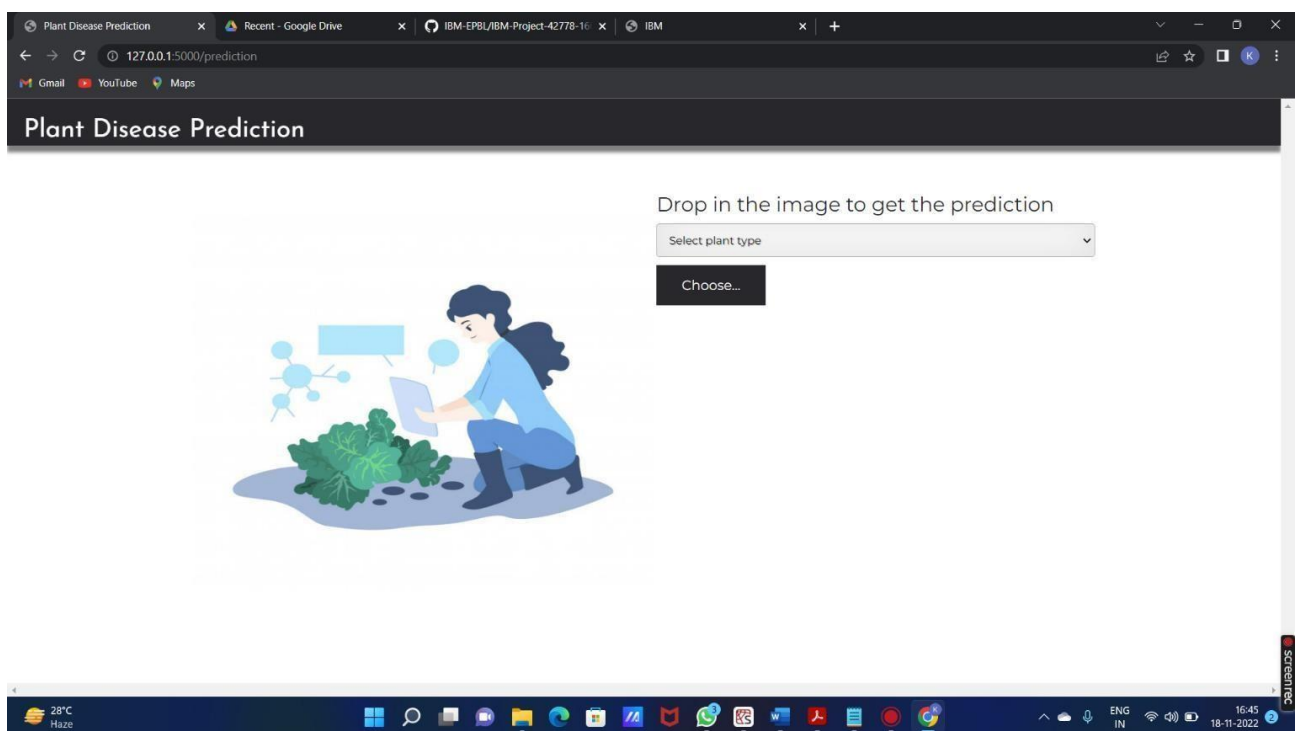 Plant Disease Prediction
Recent - Google Drive
IBM-EPBL/IBM-Project-42778-16
IBM
127.0.0.1:5000/prediction
K
Gmail
YouTube
Maps
Plant Disease Prediction
Drop in the image to get the prediction
Select plant type
Choose...
screenrec
28°C
Haze
3
K
ENG
IN
16:45
18-11-2022
2